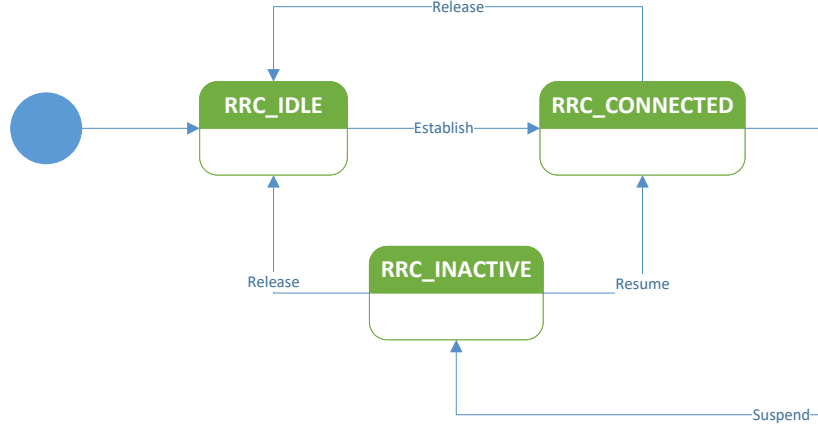 Release
RRC_IDLE
RRC_CONNECTED
Establish
RRC_INACTIVE
Release
Resume
Suspend